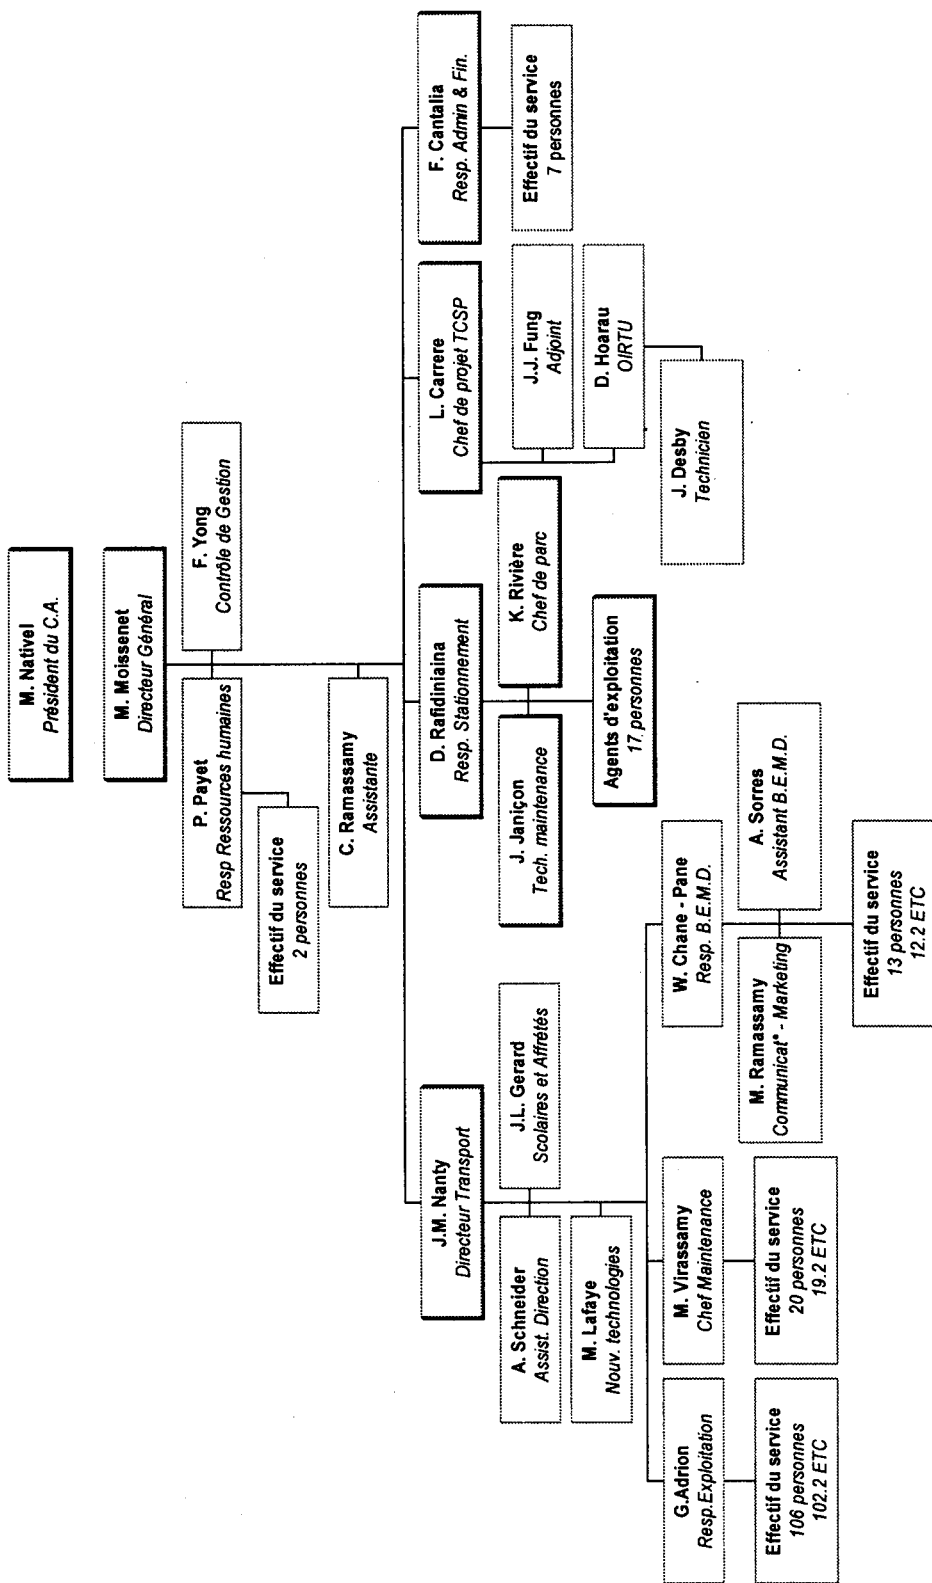 M. Nativel
Président du C.A.
M. Moissenet
Directeur Général
P. Payet
Resp Ressources humaines
F. Yong
Contrôle de Gestion
Effectif du service
2 personnes
C. Ramassamy
Assistante
J.M. Nanty
Directeur Transport
D. Rafidiniaina
Resp. Stationnement
L. Carrere
Chef de projet TCSP
F. Cantalia
Resp. Admin & Fin.
A. Schneider
Assist. Direction
J.L. Gerard
Scolaires et Affrétés
M. Lafaye
Nouv. technologies
J. Janiçon
Tech. maintenance
K. Rivière
Chef de parc
Agents d'exploitation
17 personnes
J.J. Fung
Adjoint
D. Hoarau
OIRTU
J. Desby
Technicien
Effectif du service
7 personnes
G.Adrion
Resp.Exploitation
M. Virassamy
Chef Maintenance
W. Chane - Pane
Resp. B.E.M.D.
Effectif du service
106 personnes
102.2 ETC
Effectif du service
20 personnes
19.2 ETC
M. Ramassamy
Communicat° - Marketing
A. Sorres
Assistant B.E.M.D.
Effectif du service
13 personnes
12.2 ETC